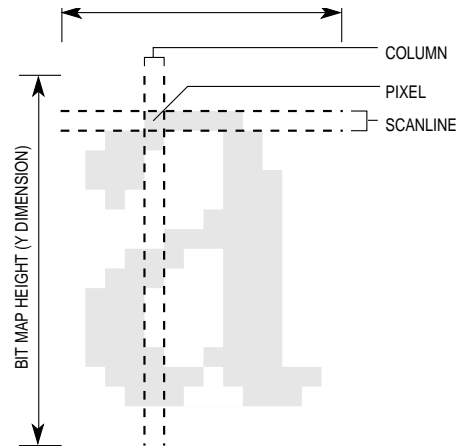 COLUMN
PIXEL
SCANLINE
BIT MAP HEIGHT (Y DIMENSION)